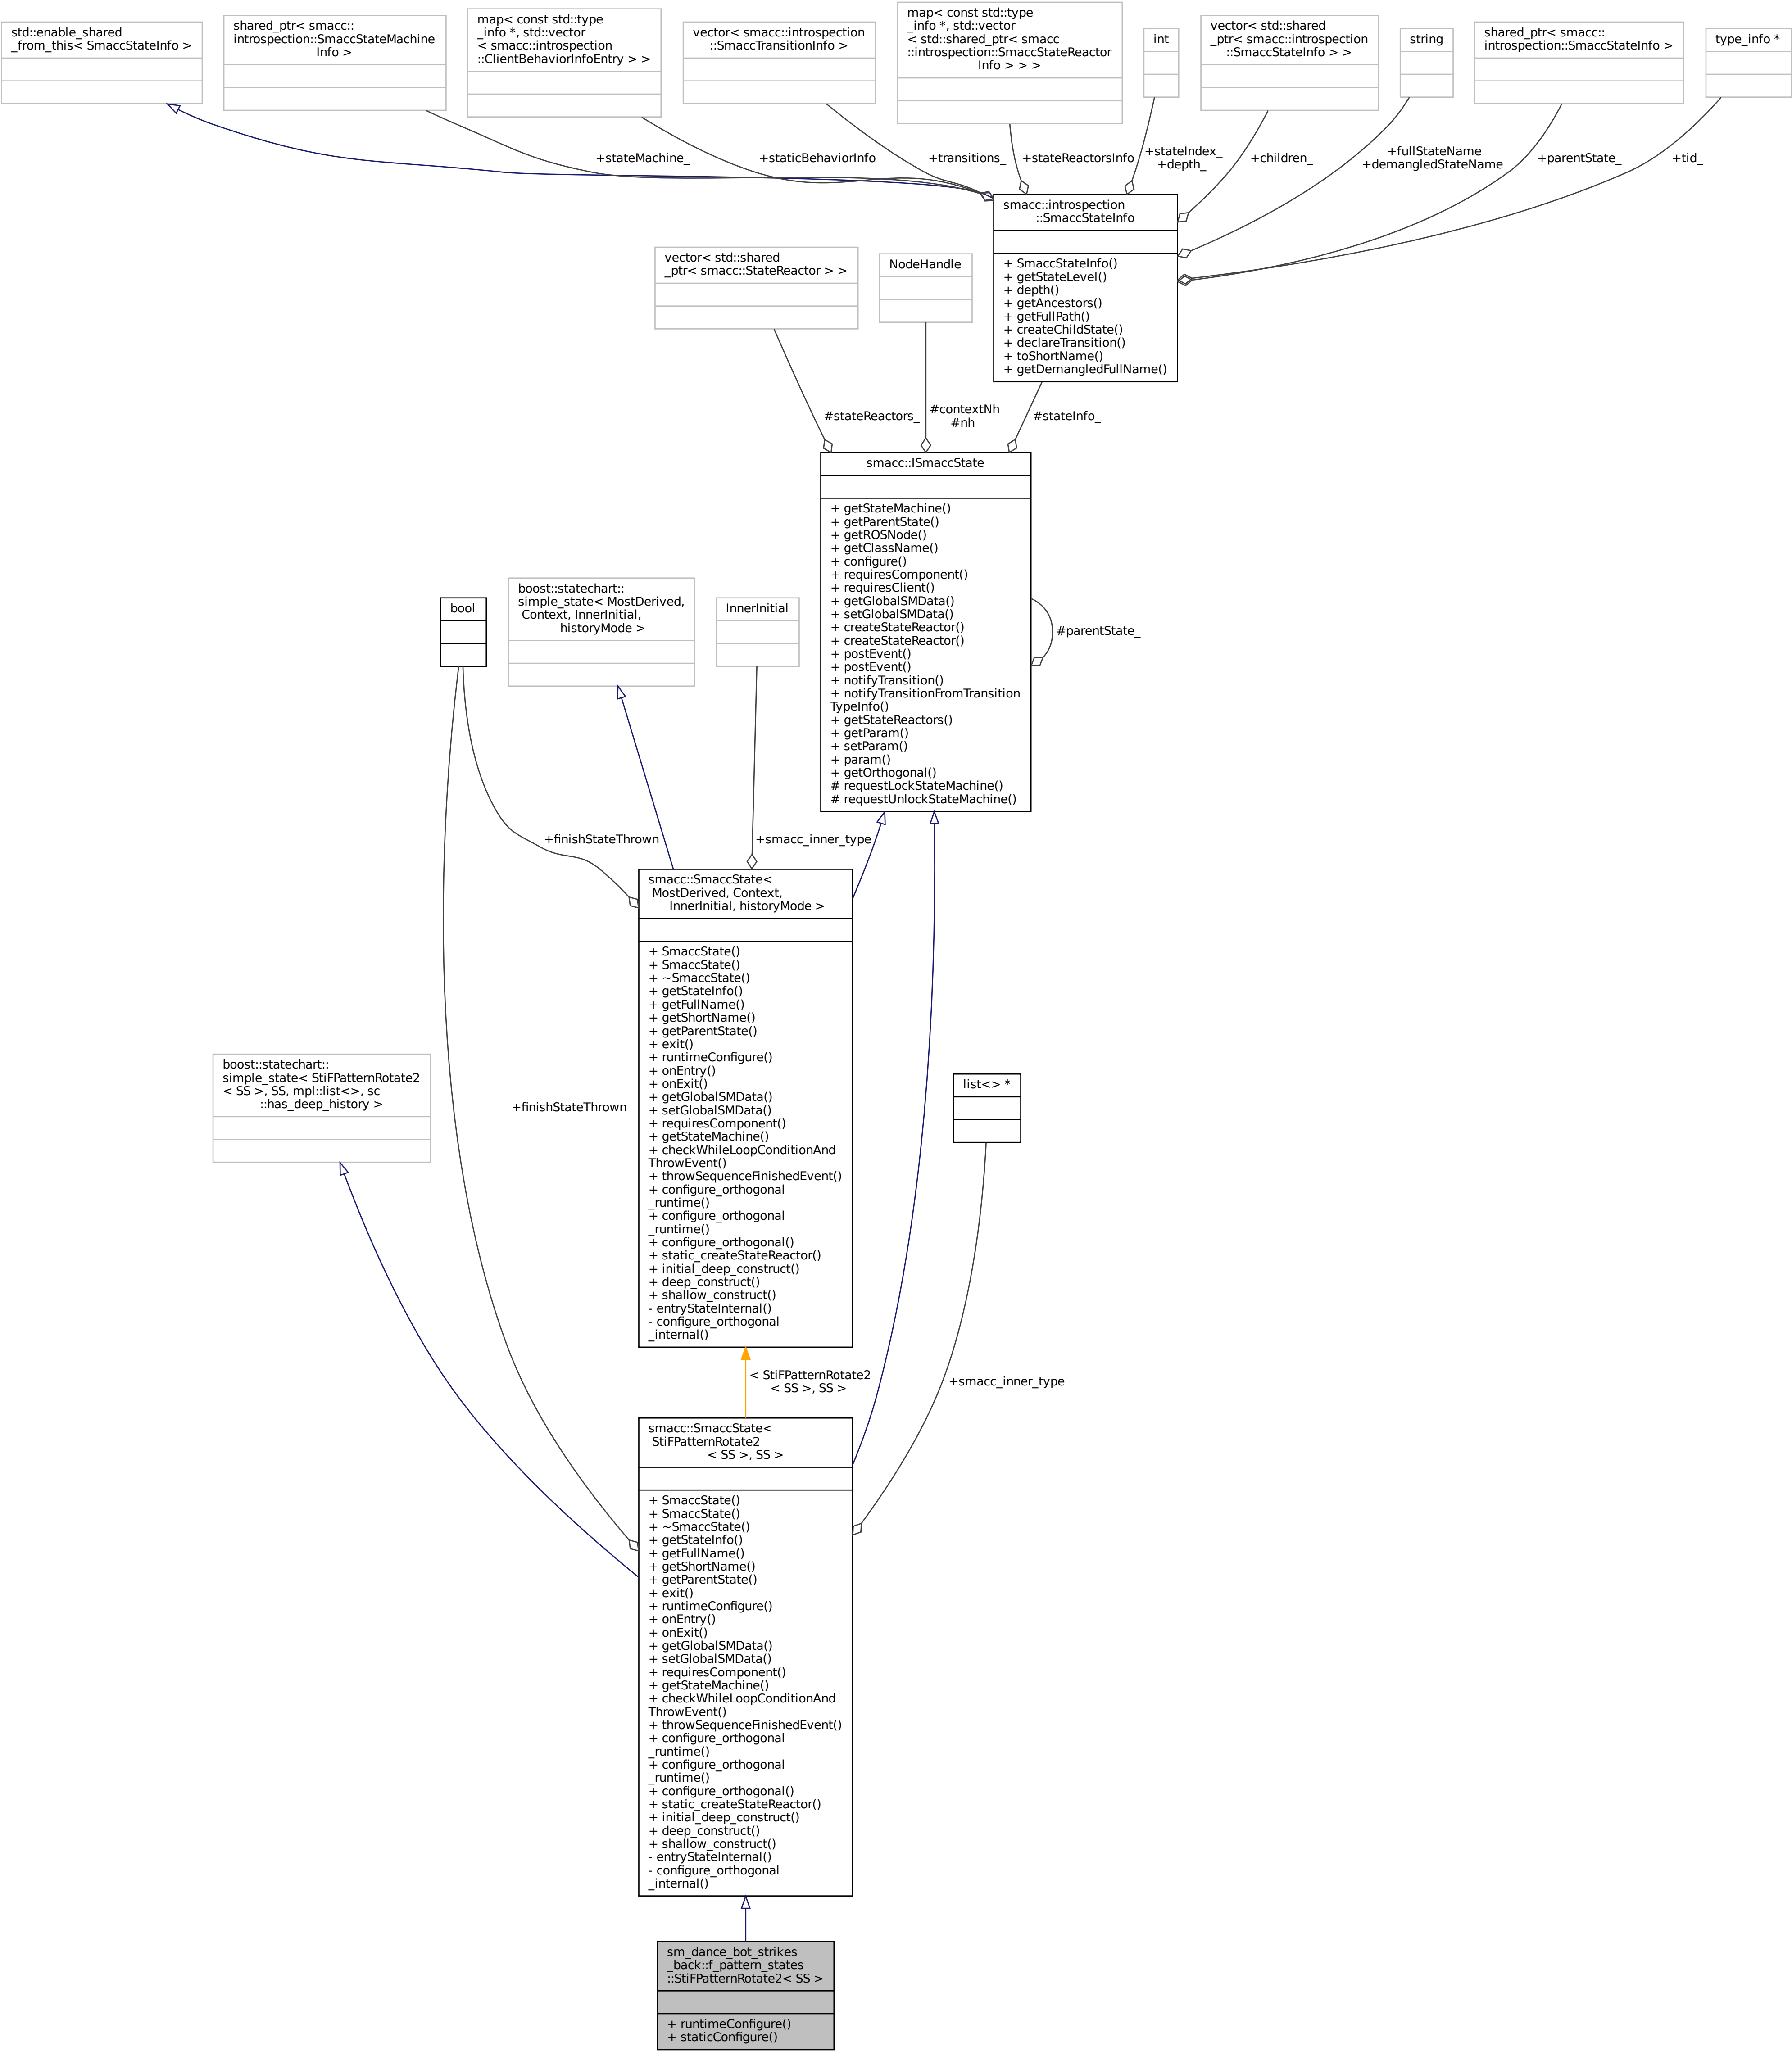 std::enable_shared
_from_this< SmaccStateInfo >
shared_ptr< smacc::
introspection::SmaccStateMachine
Info >
map< const std::type
_info *, std::vector
< smacc::introspection
::ClientBehaviorInfoEntry > >
vector< smacc::introspection
::SmaccTransitionInfo >
map< const std::type
_info *, std::vector
< std::shared_ptr< smacc
::introspection::SmaccStateReactor
Info > > >
int
vector< std::shared
_ptr< smacc::introspection
::SmaccStateInfo > >
string
shared_ptr< smacc::
introspection::SmaccStateInfo >
type_info *
+stateMachine_
+staticBehaviorInfo
+transitions_
+stateReactorsInfo
+stateIndex_
+depth_
+children_
+fullStateName
+demangledStateName
+parentState_
+tid_
smacc::introspection
::SmaccStateInfo
+ SmaccStateInfo()
+ getStateLevel()
+ depth()
+ getAncestors()
+ getFullPath()
+ createChildState()
+ declareTransition()
+ toShortName()
+ getDemangledFullName()
vector< std::shared
_ptr< smacc::StateReactor > >
NodeHandle
#stateReactors_
#contextNh
#nh
#stateInfo_
smacc::ISmaccState
+ getStateMachine()
+ getParentState()
+ getROSNode()
+ getClassName()
+ configure()
+ requiresComponent()
+ requiresClient()
+ getGlobalSMData()
+ setGlobalSMData()
+ createStateReactor()
+ createStateReactor()
+ postEvent()
+ postEvent()
+ notifyTransition()
+ notifyTransitionFromTransition
TypeInfo()
+ getStateReactors()
+ getParam()
+ setParam()
+ param()
+ getOrthogonal()
# requestLockStateMachine()
# requestUnlockStateMachine()
#parentState_
bool
boost::statechart::
simple_state< MostDerived,
Context, InnerInitial,
historyMode >
InnerInitial
+finishStateThrown
+smacc_inner_type
smacc::SmaccState<
MostDerived, Context,
InnerInitial, historyMode >
+ SmaccState()
+ SmaccState()
+ ~SmaccState()
+ getStateInfo()
+ getFullName()
+ getShortName()
+ getParentState()
+ exit()
+ runtimeConfigure()
+ onEntry()
+ onExit()
+ getGlobalSMData()
+ setGlobalSMData()
+ requiresComponent()
+ getStateMachine()
+ checkWhileLoopConditionAnd
ThrowEvent()
+ throwSequenceFinishedEvent()
+ configure_orthogonal
_runtime()
+ configure_orthogonal
_runtime()
+ configure_orthogonal()
+ static_createStateReactor()
+ initial_deep_construct()
+ deep_construct()
+ shallow_construct()
- entryStateInternal()
- configure_orthogonal
_internal()
boost::statechart::
simple_state< StiFPatternRotate2
< SS >, SS, mpl::list<>, sc
::has_deep_history >
+finishStateThrown
list<> *
< StiFPatternRotate2
< SS >, SS >
+smacc_inner_type
smacc::SmaccState<
StiFPatternRotate2
< SS >, SS >
+ SmaccState()
+ SmaccState()
+ ~SmaccState()
+ getStateInfo()
+ getFullName()
+ getShortName()
+ getParentState()
+ exit()
+ runtimeConfigure()
+ onEntry()
+ onExit()
+ getGlobalSMData()
+ setGlobalSMData()
+ requiresComponent()
+ getStateMachine()
+ checkWhileLoopConditionAnd
ThrowEvent()
+ throwSequenceFinishedEvent()
+ configure_orthogonal
_runtime()
+ configure_orthogonal
_runtime()
+ configure_orthogonal()
+ static_createStateReactor()
+ initial_deep_construct()
+ deep_construct()
+ shallow_construct()
- entryStateInternal()
- configure_orthogonal
_internal()
sm_dance_bot_strikes
_back::f_pattern_states
::StiFPatternRotate2< SS >
+ runtimeConfigure()
+ staticConfigure()